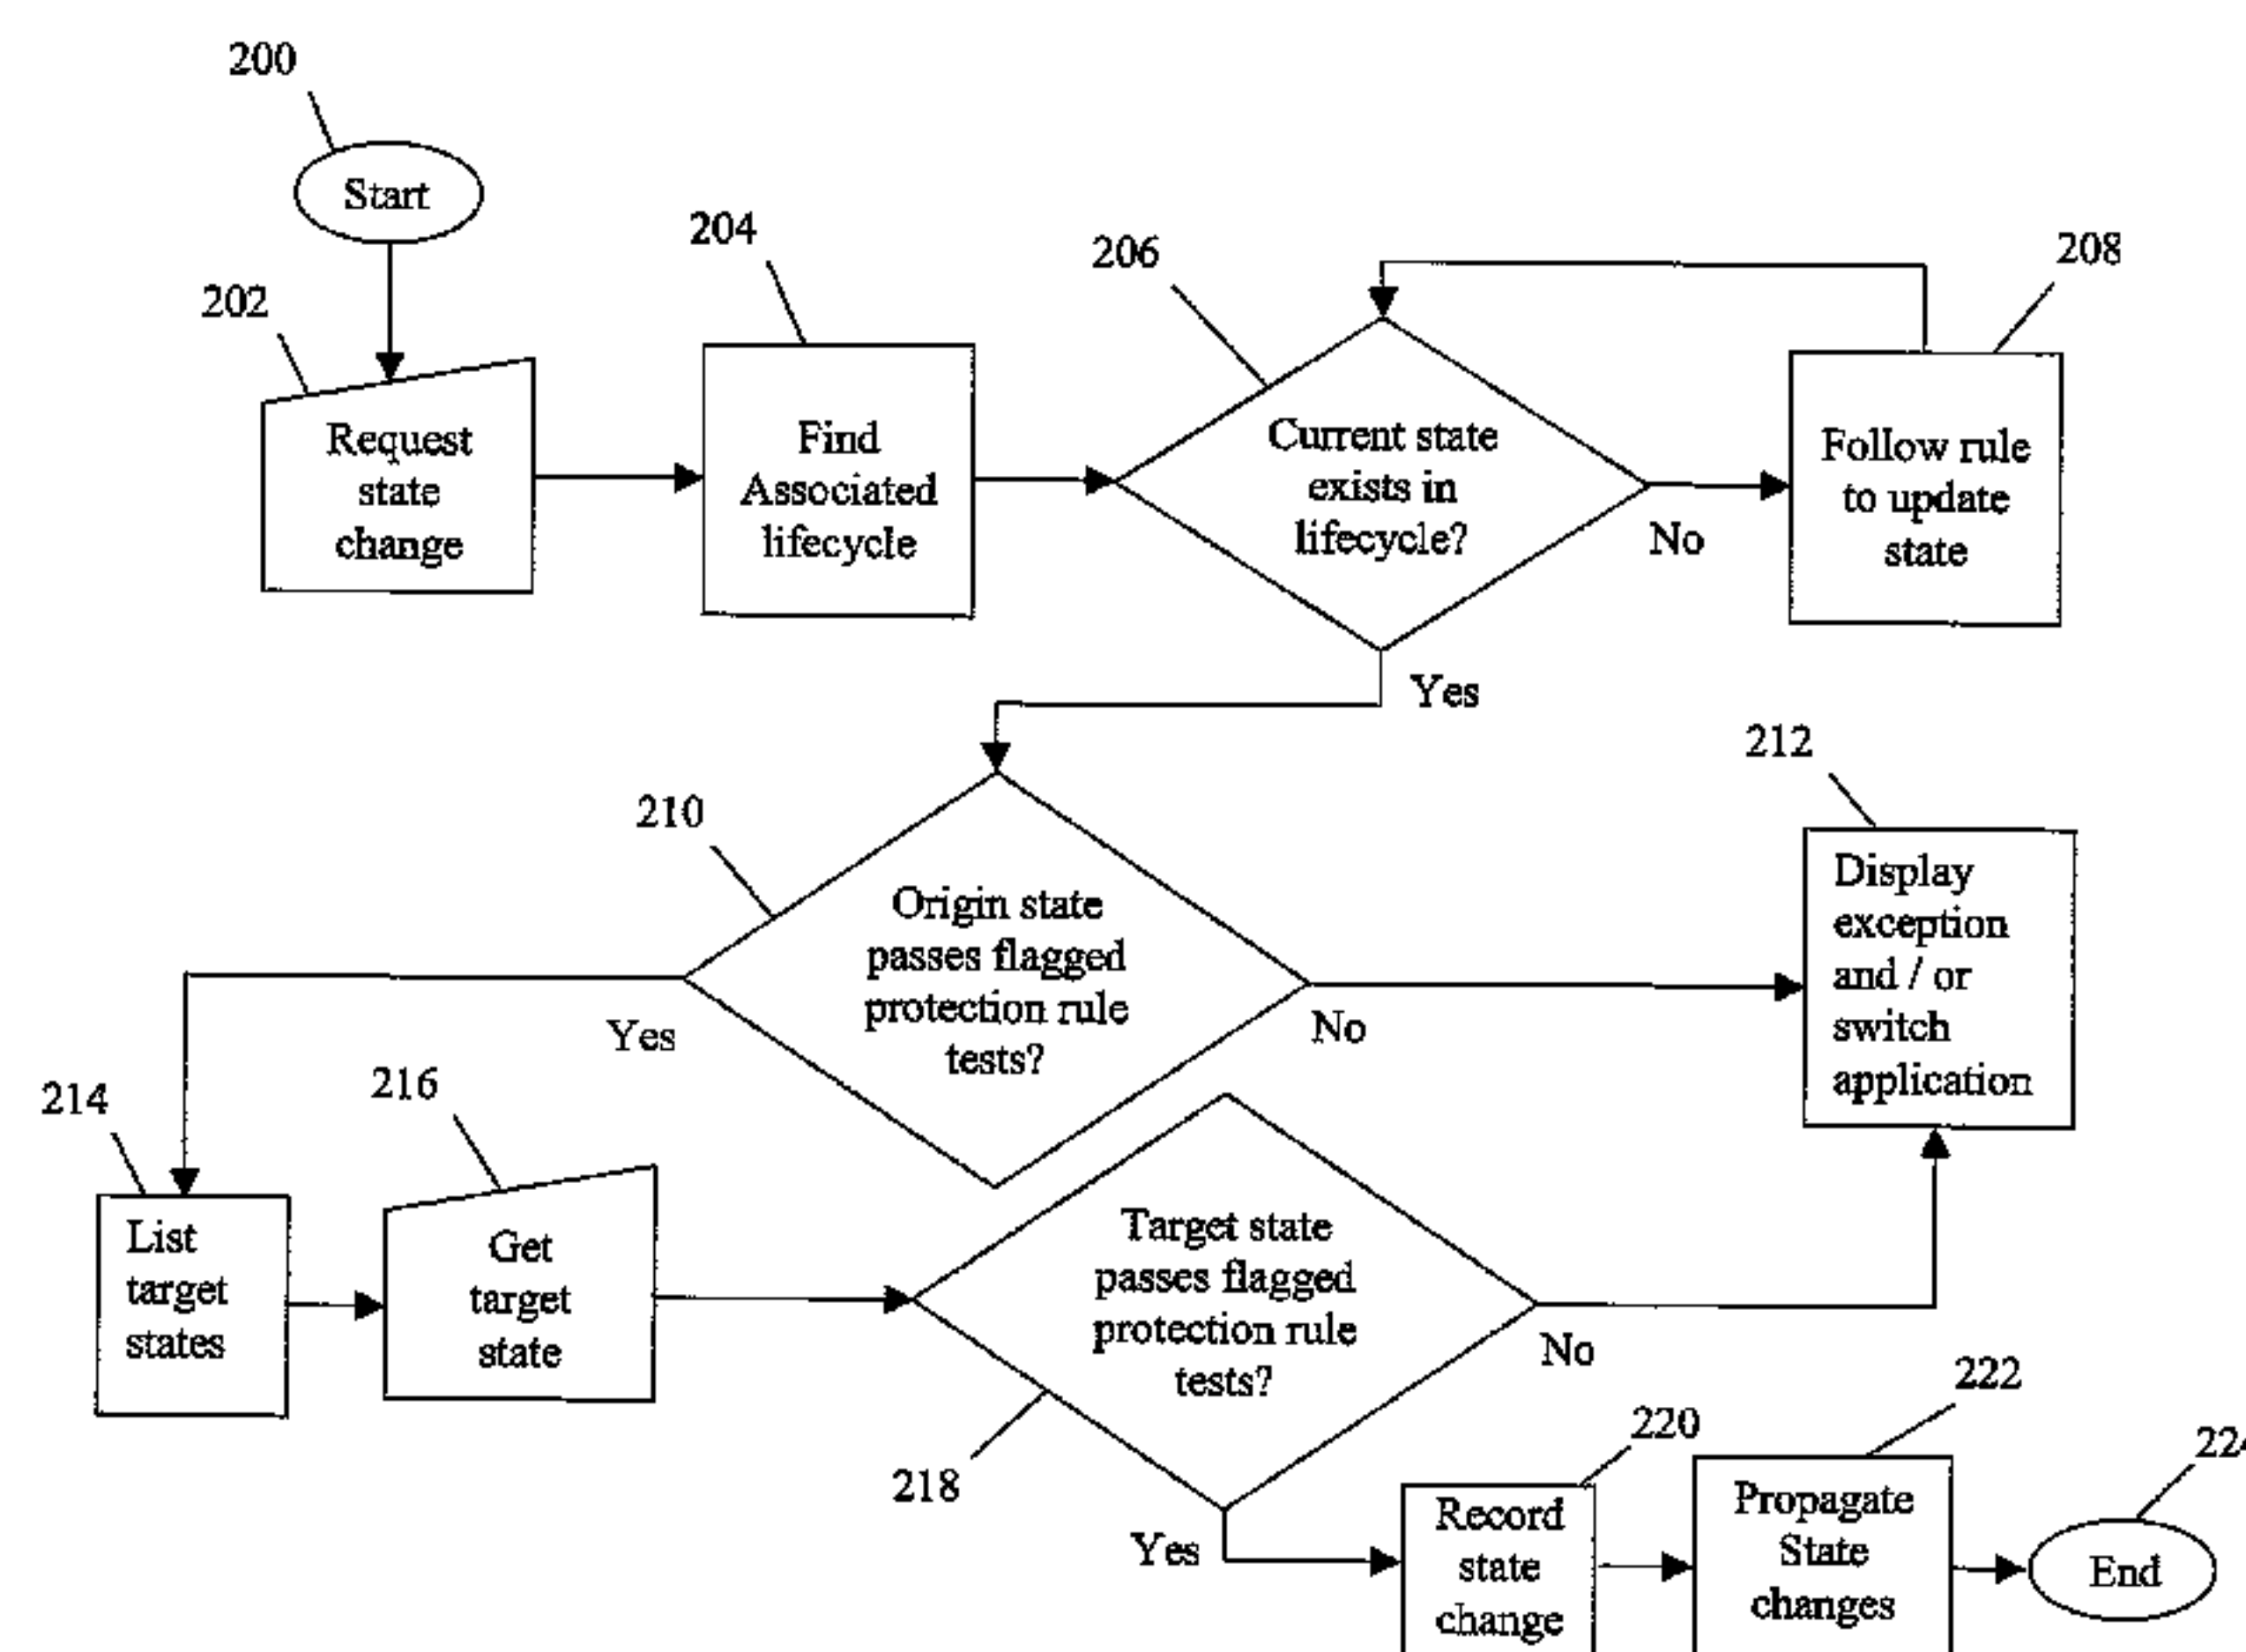 200
Start
202
Request
state
change
204
Find
Associated
lifecycle
206
Current state
exists in
lifecycle?
No
Yes
208
Follow rule
to update
state
210
Origin state
passes flagged
protection rule
tests?
Yes
No
212
Display
exception
and / or
switch
application
214
List
target
states
216
Get
target
state
218
Target state
passes flagged
protection rule
tests?
No
Yes
220
Record
state
change
222
Propagate
State
changes
224
End